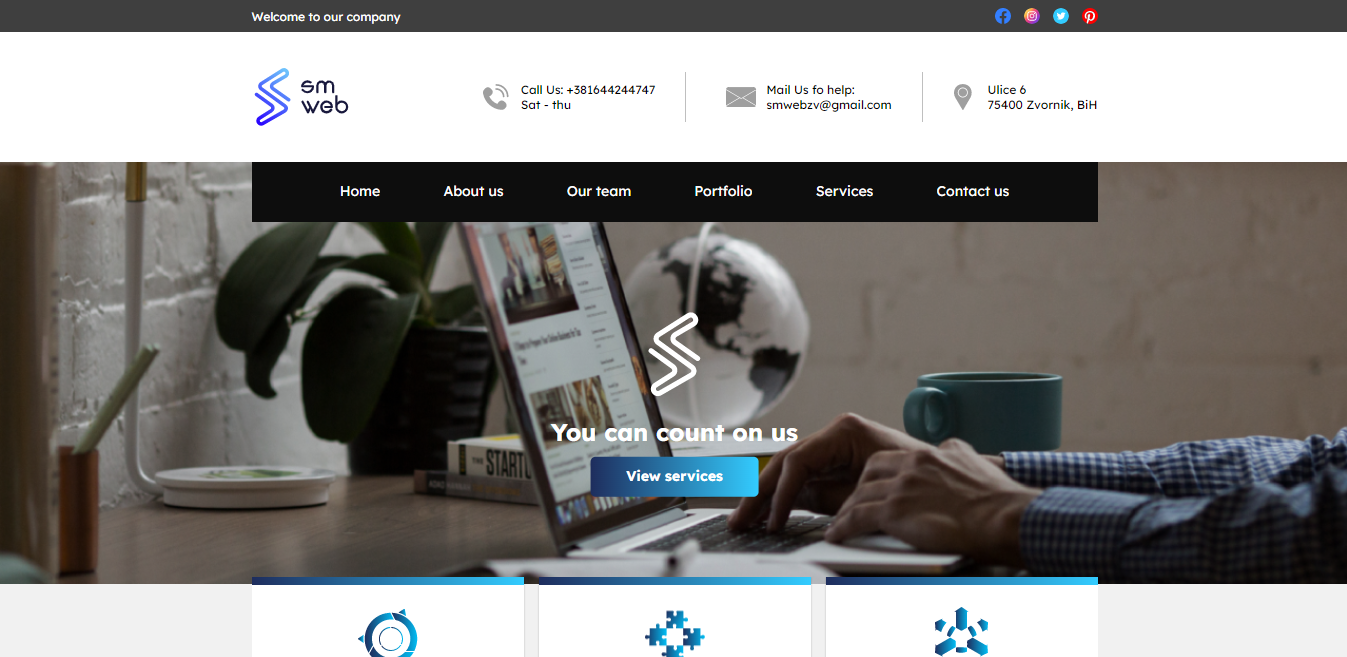 Welcome to our company
sm
web
Call Us: +381644244747
Sat - thu
Mail Us fo help:
smwebzv@gmail.com
Ulice 6
75400 Zvornik, BiH
Home
About us
Our team
Portfolio
Services
Contact us
You can count on us
View services
THE START